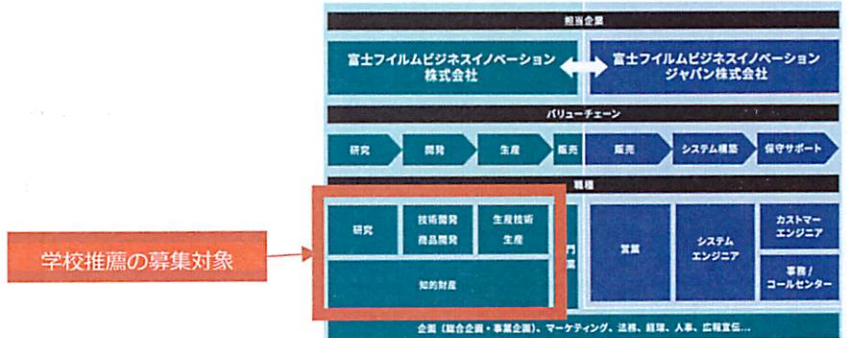 担当企業
富士フイルムビジネスイノベーション
株式会社
富士フイルムビジネスイノベーション
ジャパン株式会社
バリューチェーン
研究
開発
生産
販売
販売
システム構築
保守サポート
職種
学校推薦の募集対象
研究
技術開発
商品開発
生産技術
生産
知的財産
門
営業
システム
エンジニア
カストマー
エンジニア
事務/
コールセンター
企画（総合企画・事業企画）、マーケティング、法務、経理、人事、広報宣伝...